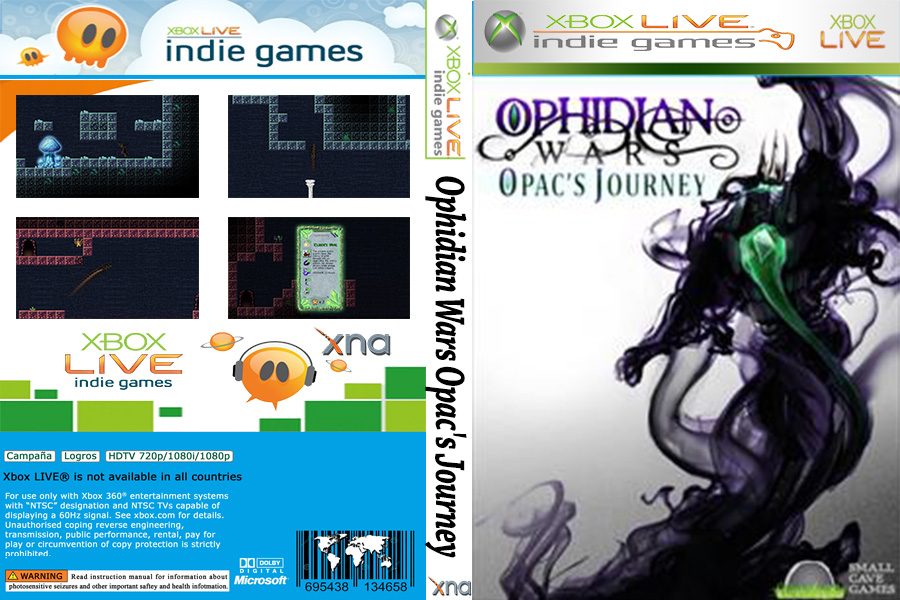 XBOX LIVE
indie games
XBOX LIVE
indie games
xna
Campaña Logros HDTV 720p/1080i/1080p
Xbox LIVE® is not available in all countries
For use only with Xbox 360® entertainment systems
with “NTSC” designation and NTSC TVs capable of
displaying a 60Hz signal. See xbox.com for details.
Unauthorised coping reverse engineering,
transmission, public performance, rental, pay for
play or circumvention of copy protection is strictly
prohibited.
WARNING Read instruction manual for information about
photosensitive seizures and other important saftey and health infotmation.
DOLBY
DIGITAL
Microsoft
695438 134658
XBOX LIVE
indie games
Ophidian Wars Opac's Journey
xna
XBOX LIVE
indie games
XBOX
LIVE
OPHIDIAN
WARS
OPAC'S JOURNEY
SMALL
CAVE
GAMES